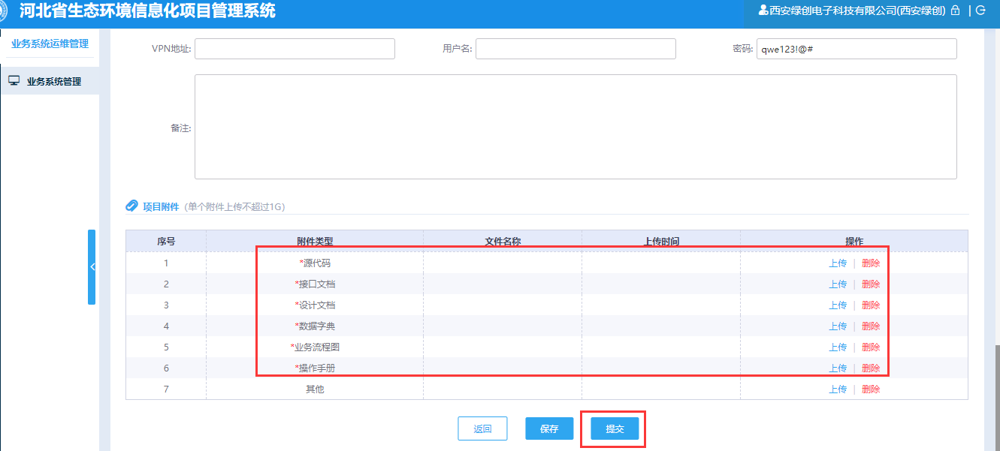 河北省生态环境信息化项目管理系统
西安绿创电子科技有限公司(西安绿创) |
业务系统运维管理
业务系统管理
VPN地址: 用户名: 密码: qwe123!@#
备注:
项目附件 (单个附件上传不超过1G)
序号 附件类型 文件名称 上传时间 操作
1 *源代码 上传 | 删除
2 *接口文档 上传 | 删除
3 *设计文档 上传 | 删除
4 *数据字典 上传 | 删除
5 *业务流程图 上传 | 删除
6 *操作手册 上传 | 删除
7 其他 上传 | 删除
返回 保存 提交